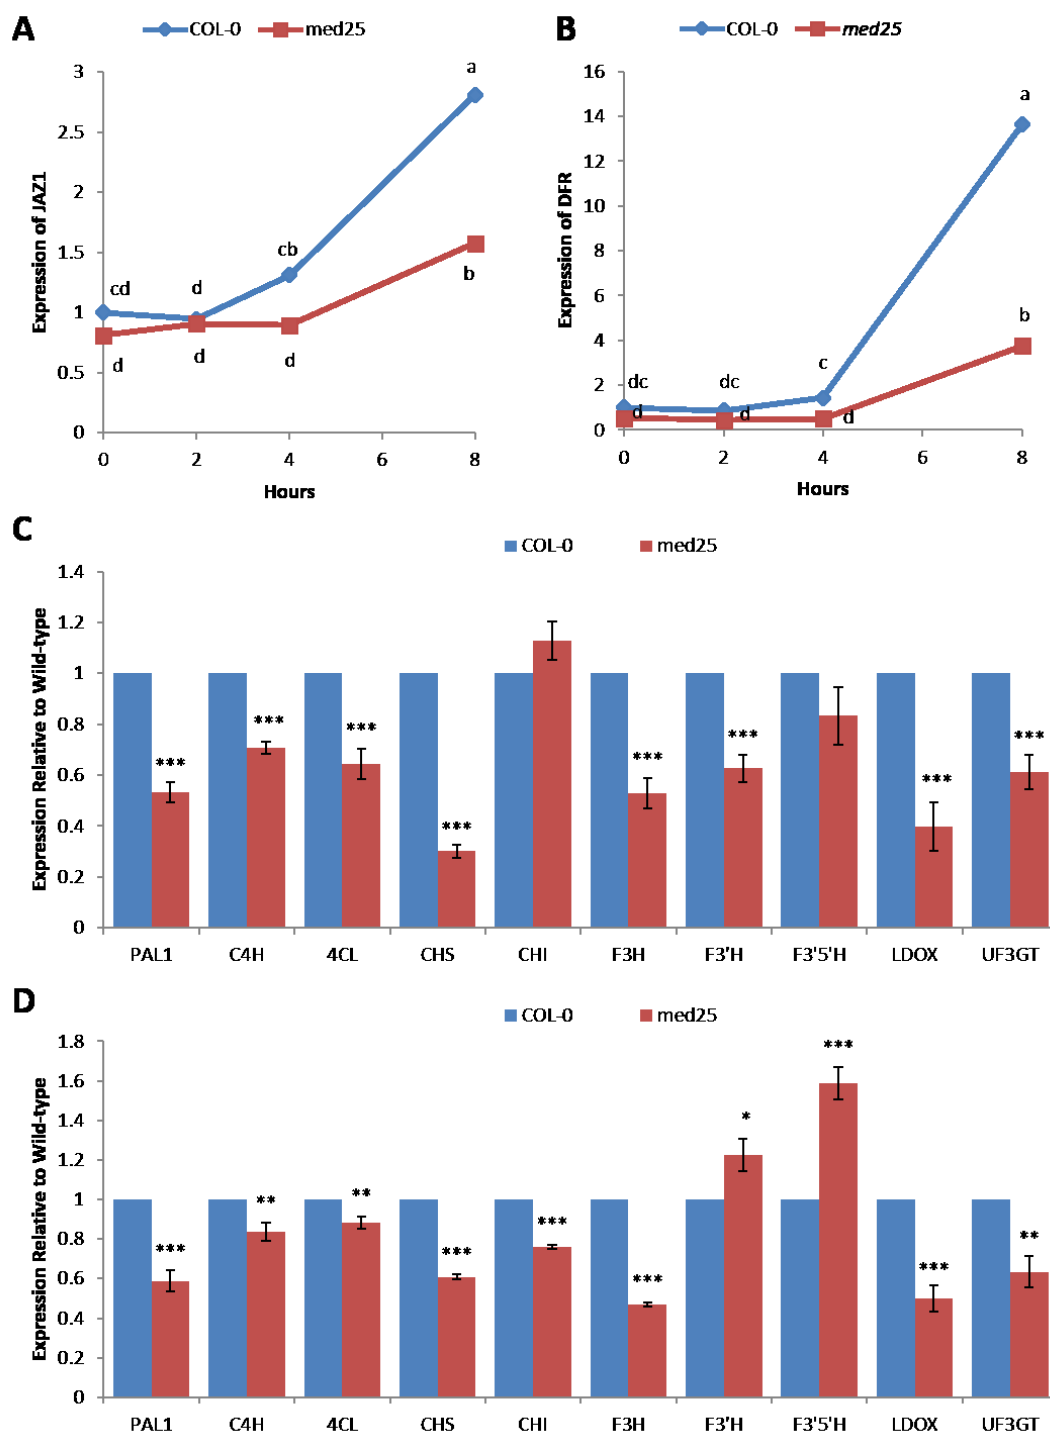 A
COL-0 med25
Expression of JAZ1
3
2.5
2
1.5
1
0.5
0
a
cb
cd
d
b
d
d
d
0 2 4 6 8
Hours
B
COL-0 med25
Expression of DFR
16
14
12
10
8
6
4
2
0
a
b
c
dc
dc
d
d
d
0 2 4 6 8
Hours
C
COL-0 med25
Expression Relative to Wild-type
1.4
1.2
1
0.8
0.6
0.4
0.2
0
*** *** *** *** *** *** *** ***
PAL1 C4H 4CL CHS CHI F3H F3'H F3'5'H LDOX UF3GT
D
COL-0 med25
Expression Relative to Wild-type
1.8
1.6
1.4
1.2
1
0.8
0.6
0.4
0.2
0
*** ** ** *** *** *** * *** *** **
PAL1 C4H 4CL CHS CHI F3H F3'H F3'5'H LDOX UF3GT